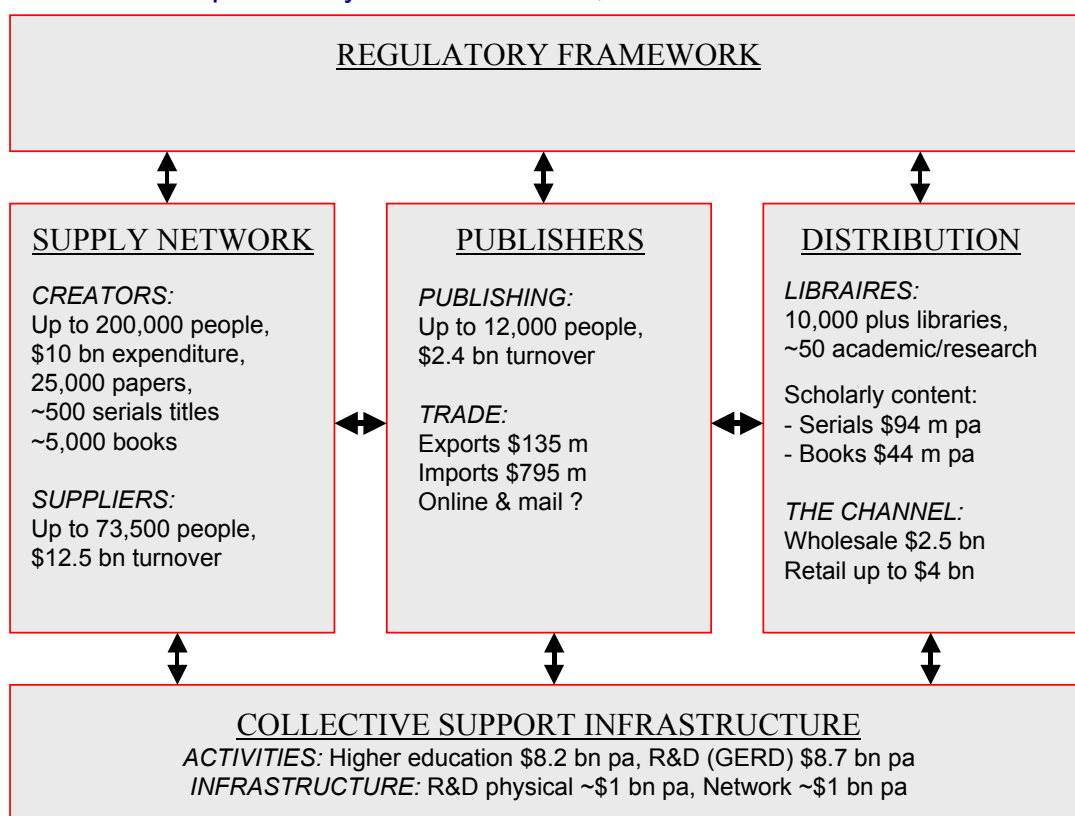 REGULATORY FRAMEWORK
SUPPLY NETWORK
CREATORS:
Up to 200,000 people,
$10 bn expenditure,
25,000 papers,
~500 serials titles
~5,000 books
SUPPLIERS:
Up to 73,500 people,
$12.5 bn turnover
PUBLISHERS
PUBLISHING:
Up to 12,000 people,
$2.4 bn turnover
TRADE:
Exports $135 m
Imports $795 m
Online & mail ?
DISTRIBUTION
LIBRAIRES:
10,000 plus libraries,
~50 academic/research
Scholarly content:
- Serials $94 m pa
- Books $44 m pa
THE CHANNEL:
Wholesale $2.5 bn
Retail up to $4 bn
COLLECTIVE SUPPORT INFRASTRUCTURE
ACTIVITIES: Higher education $8.2 bn pa, R&D (GERD) $8.7 bn pa
INFRASTRUCTURE: R&D physical ~$1 bn pa, Network ~$1 bn pa